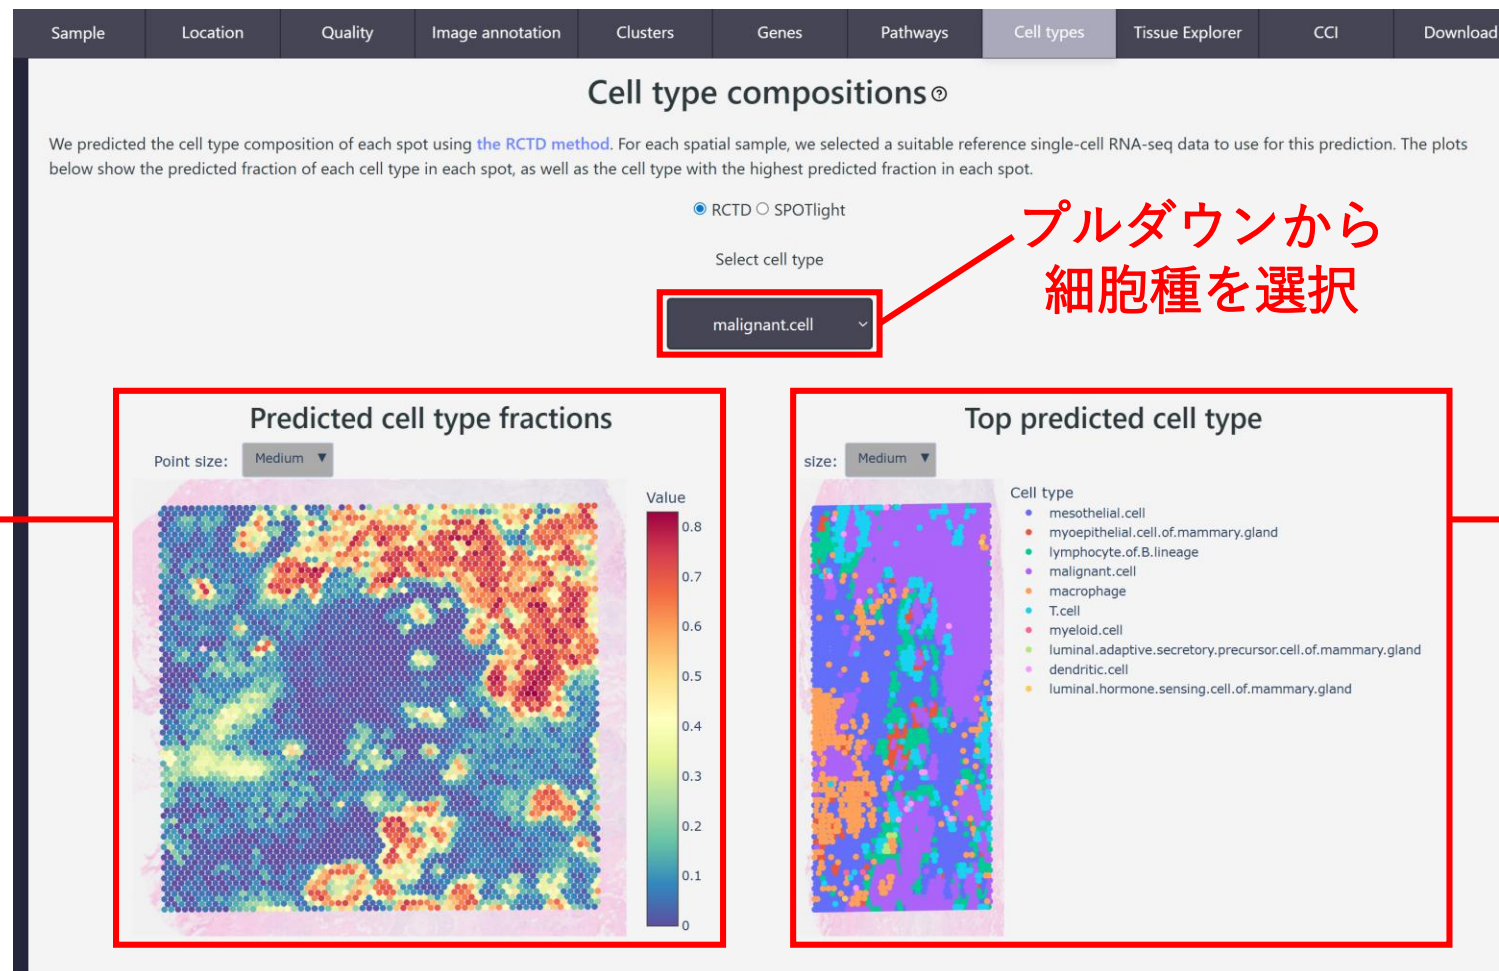 Sample Location Quality Image annotation Clusters Genes Pathways Cell types Tissue Explorer CCI Download
Cell type compositions
We predicted the cell type composition of each spot using the RCTD method. For each spatial sample, we selected a suitable reference single-cell RNA-seq data to use for this prediction. The plots
below show the predicted fraction of each cell type in each spot, as well as the cell type with the highest predicted fraction in each spot.
RCTD SPOTlight
プルダウンから
細胞種を選択
Select cell type
malignant.cell
Predicted cell type fractions
Point size: Medium ▼
Value
0.8
0.7
0.6
0.5
0.4
0.3
0.2
0.1
0
Top predicted cell type
size: Medium ▼
Cell type
mesothelial.cell
myoepithelial.cell.of.mammary.gland
lymphocyte.of.B.lineage
malignant.cell
macrophage
T.cell
myeloid.cell
luminal.adaptive.secretory.precursor.cell.of.mammary.gland
dendritic.cell
luminal.hormone.sensing.cell.of.mammary.gland